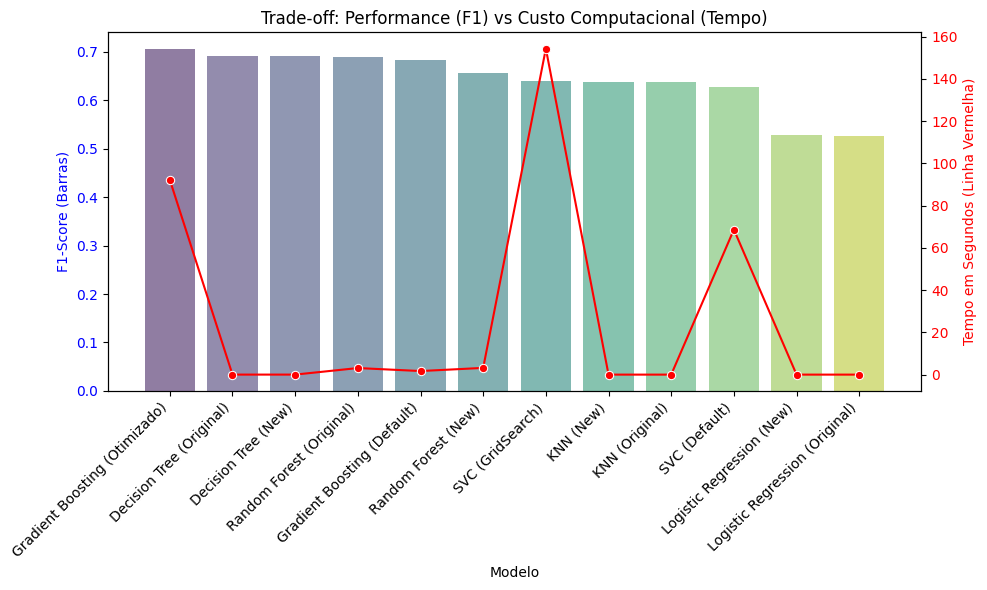 Trade-off: Performance (F1) vs Custo Computacional (Tempo)
F1-Score (Barras)
0.7
0.6
0.5
0.4
0.3
0.2
0.1
0.0
160
140
120
100
80
60
40
20
0
Tempo em Segundos (Linha Vermelha)
Gradient Boosting (Otimizado)
Decision Tree (Original)
Decision Tree (New)
Random Forest (Original)
Gradient Boosting (Default)
Random Forest (New)
SVC (GridSearch)
KNN (New)
KNN (Original)
SVC (Default)
Logistic Regression (New)
Logistic Regression (Original)
Modelo